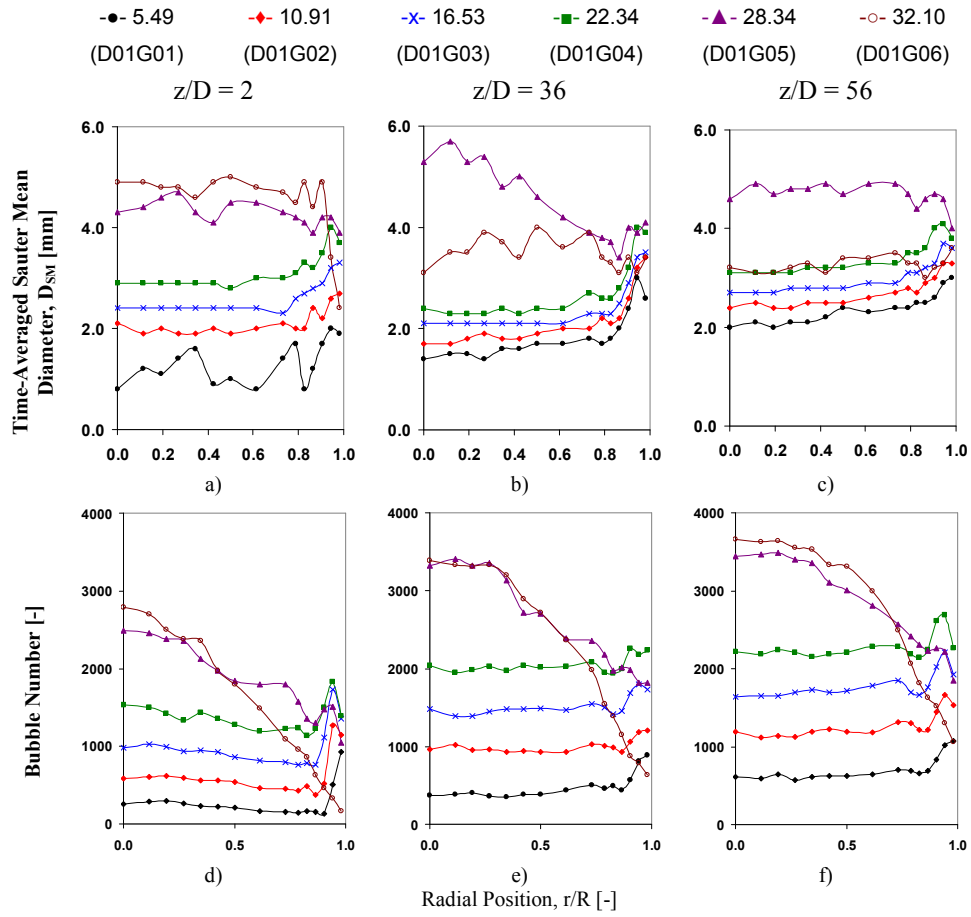 5.49 10.91 16.53 22.34 28.34 32.10
(D01G01) (D01G02) (D01G03) (D01G04) (D01G05) (D01G06)
z/D = 2 z/D = 36 z/D = 56
Time-Averaged Sauter Mean
Diameter, D_SM [mm]
6.0
4.0
2.0
0.0
0.0 0.2 0.4 0.6 0.8 1.0
a)
6.0
4.0
2.0
0.0
0.0 0.2 0.4 0.6 0.8 1.0
b)
6.0
4.0
2.0
0.0
0.0 0.2 0.4 0.6 0.8 1.0
c)
Bubble Number [-]
4000
3000
2000
1000
0
0.0 0.5 1.0
d)
4000
3000
2000
1000
0
0.0 0.5 1.0
e)
4000
3000
2000
1000
0
0.0 0.5 1.0
f)
Radial Position, r/R [-]